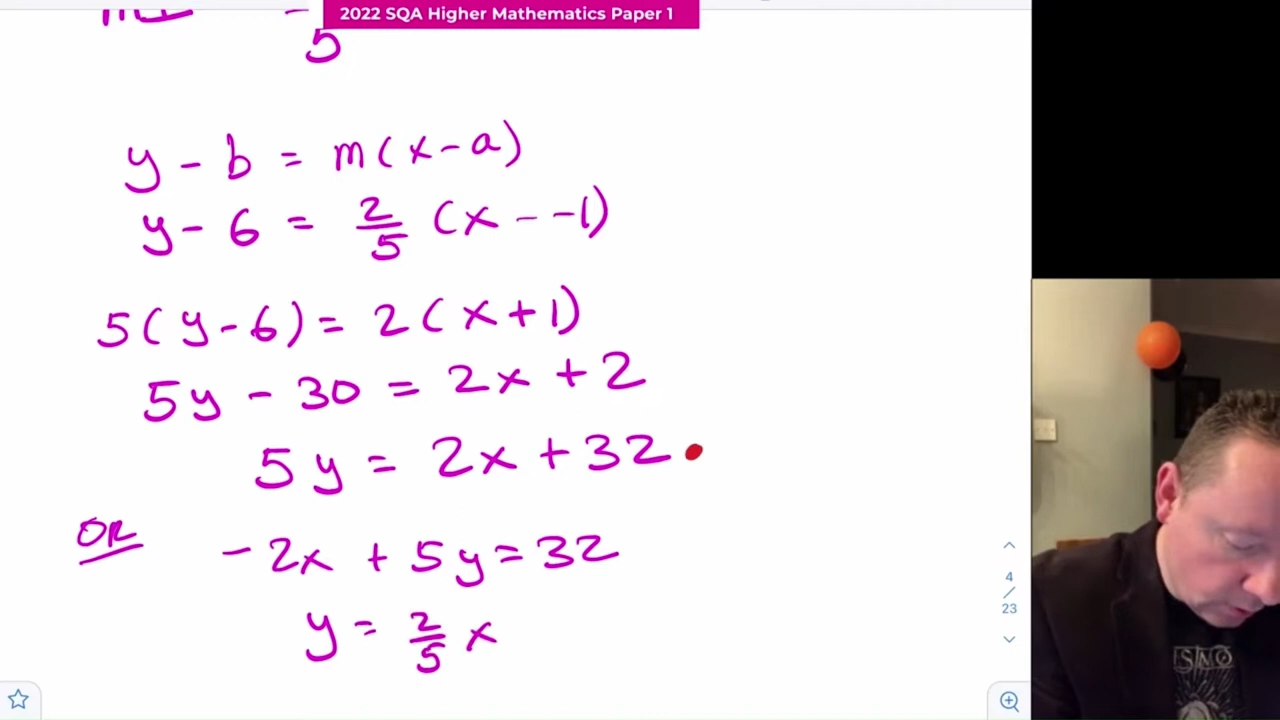 2022 SQA Higher Mathematics Paper 1
5
y - b = m(x - a)
y - 6 = 2/5 (x - -1)
5(y - 6) = 2(x + 1)
5y - 30 = 2x + 2
5y = 2x + 32
OR
-2x + 5y = 32
y = 2/5 x
4
/
23